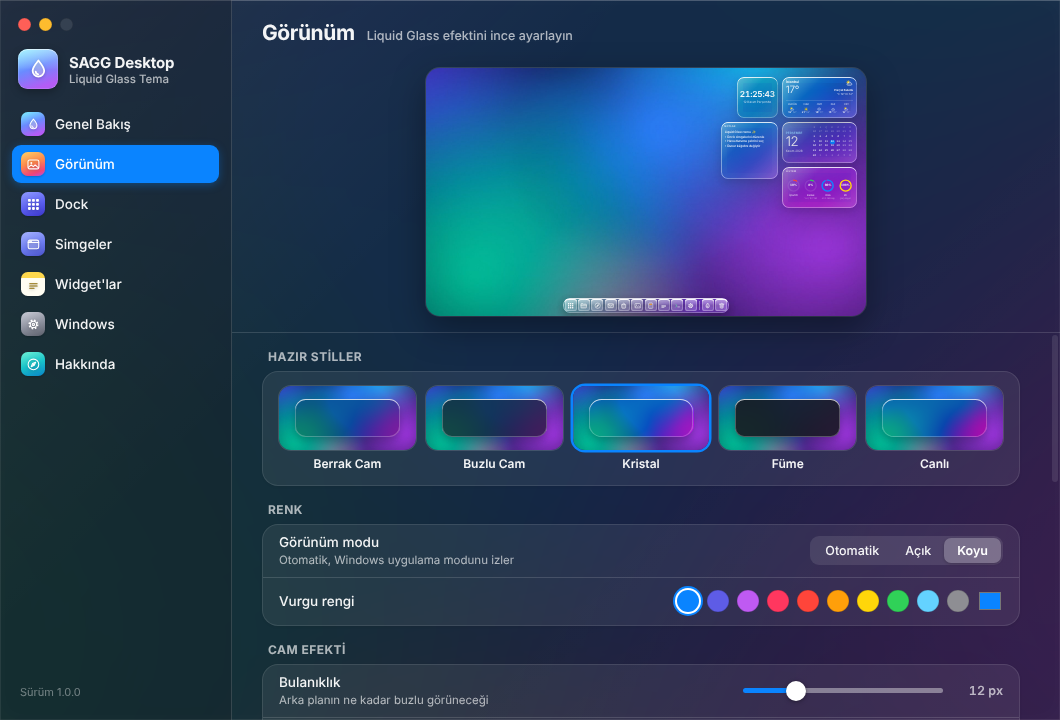 SAGG Desktop
Liquid Glass Tema
Genel Bakış
Görünüm
Dock
Simgeler
Widget'lar
Windows
Hakkında
Sürüm 1.0.0
Görünüm
Liquid Glass efektini ince ayarlayın
21:25:43
17°
12
HAZIR STİLLER
Berrak Cam
Buzlu Cam
Kristal
Füme
Canlı
RENK
Görünüm modu
Otomatik, Windows uygulama modunu izler
Otomatik
Açık
Koyu
Vurgu rengi
CAM EFEKTİ
Bulanıklık
Arka planın ne kadar buzlu görüneceği
12 px